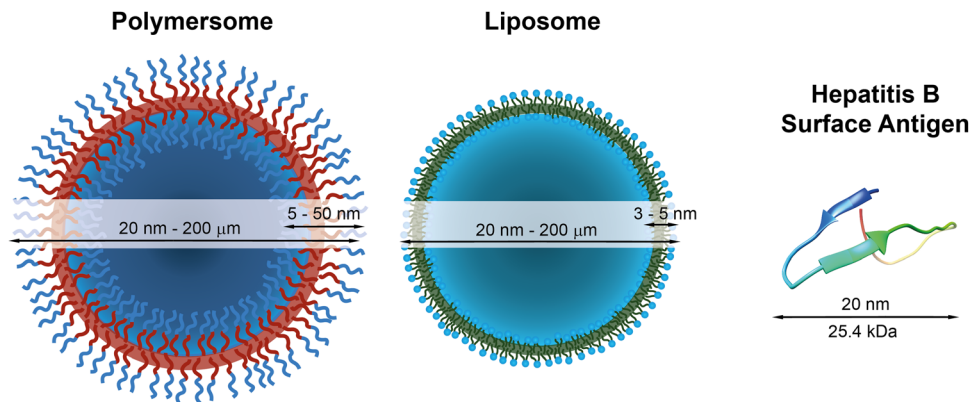 Polymersome
Liposome
Hepatitis B
Surface Antigen
5 - 50 nm
20 nm - 200 μm
3 - 5 nm
20 nm - 200 μm
20 nm
25.4 kDa